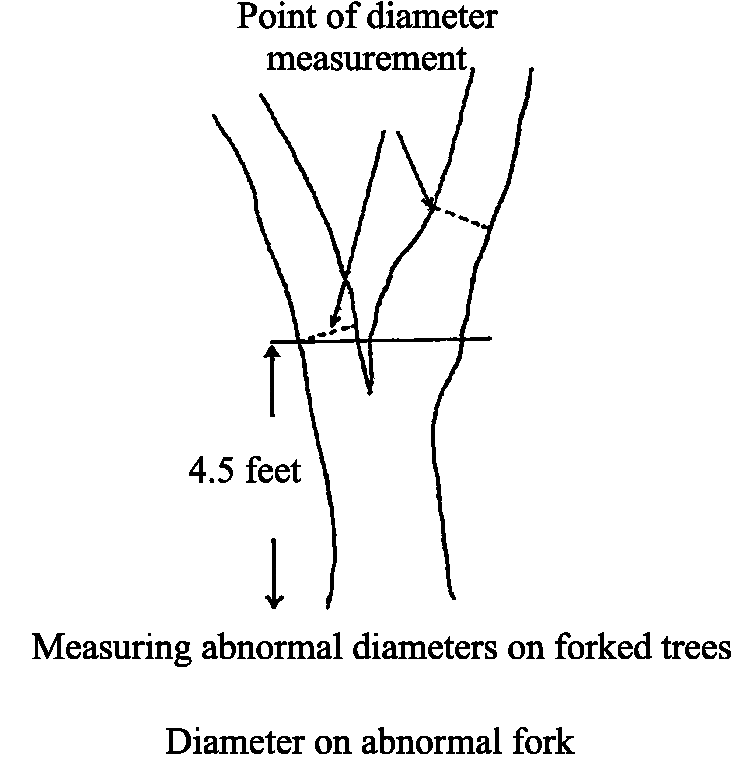 Point of diameter
measurement
4.5 feet
Measuring abnormal diameters on forked trees
Diameter on abnormal fork